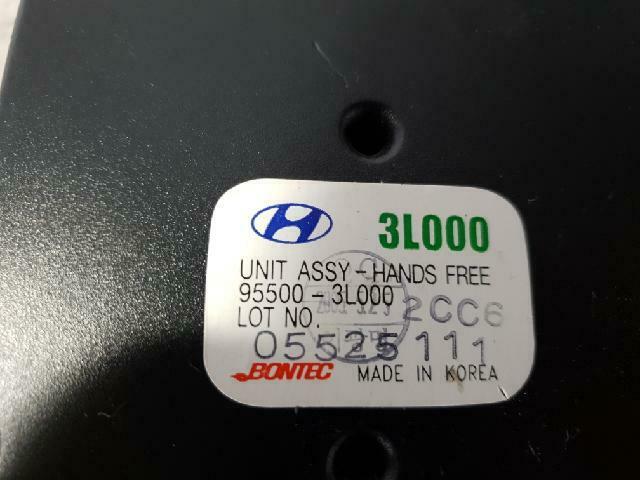 3L000
UNIT ASSY-HANDS FREE
95500-3L000
2CC6
LOT NO.
05525111
BONTEC MADE IN KOREA